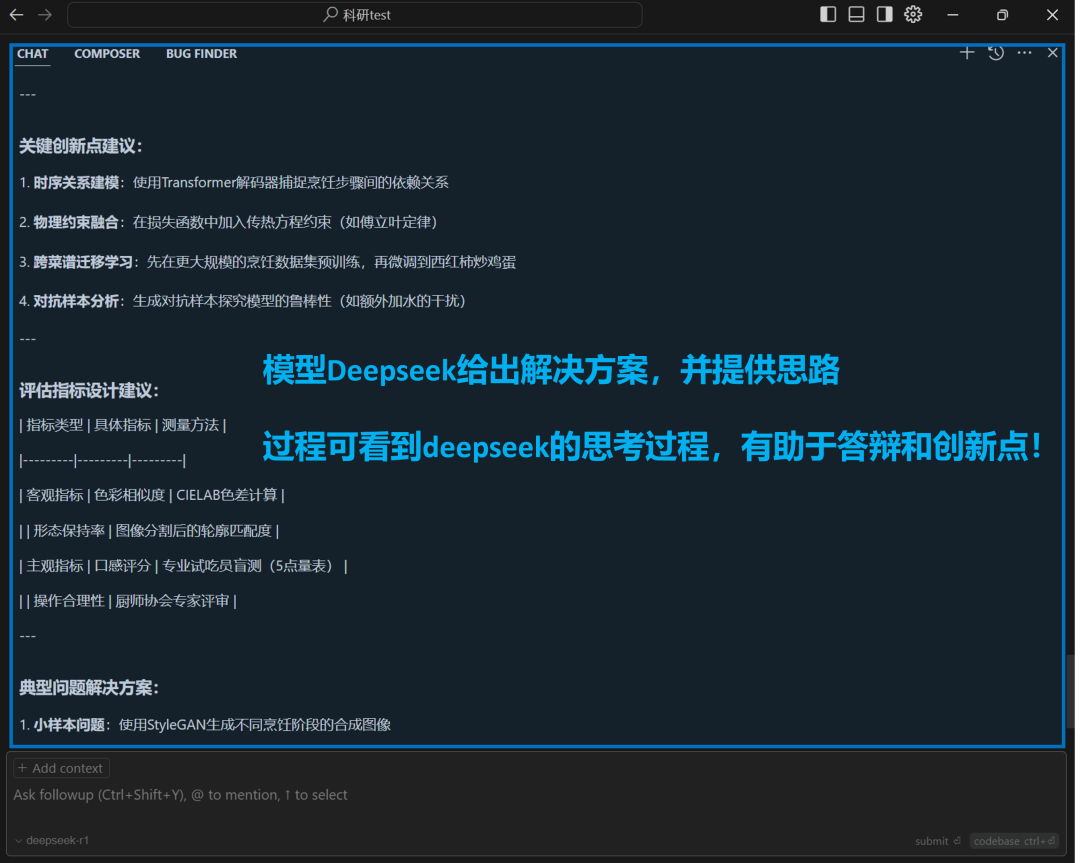 科研test
CHAT COMPOSER BUG FINDER
---
关键创新点建议：
1. 时序关系建模：使用Transformer解码器捕捉烹饪步骤间的依赖关系
2. 物理约束融合：在损失函数中加入传热方程约束（如傅立叶定律）
3. 跨菜谱迁移学习：先在更大规模的烹饪数据集预训练，再微调到西红柿炒鸡蛋
4. 对抗样本分析：生成对抗样本探究模型的鲁棒性（如额外加水的干扰）
---
模型Deepseek给出解决方案，并提供思路
评估指标设计建议：
| 指标类型 | 具体指标 | 测量方法 |
过程可看到deepseek的思考过程，有助于答辩和创新点！
|---------|---------|---------|
| 客观指标 | 色彩相似度 | CIELAB色差计算 |
| | 形态保持率 | 图像分割后的轮廓匹配度 |
| 主观指标 | 口感评分 | 专业试吃员盲测（5点量表） |
| | 操作合理性 | 厨师协会专家评审 |
---
典型问题解决方案：
1. 小样本问题：使用StyleGAN生成不同烹饪阶段的合成图像
+ Add context
Ask followup (Ctrl+Shift+Y), @ to mention, ↑ to select
deepseek-r1
submit ⏎ codebase ctrl+⏎